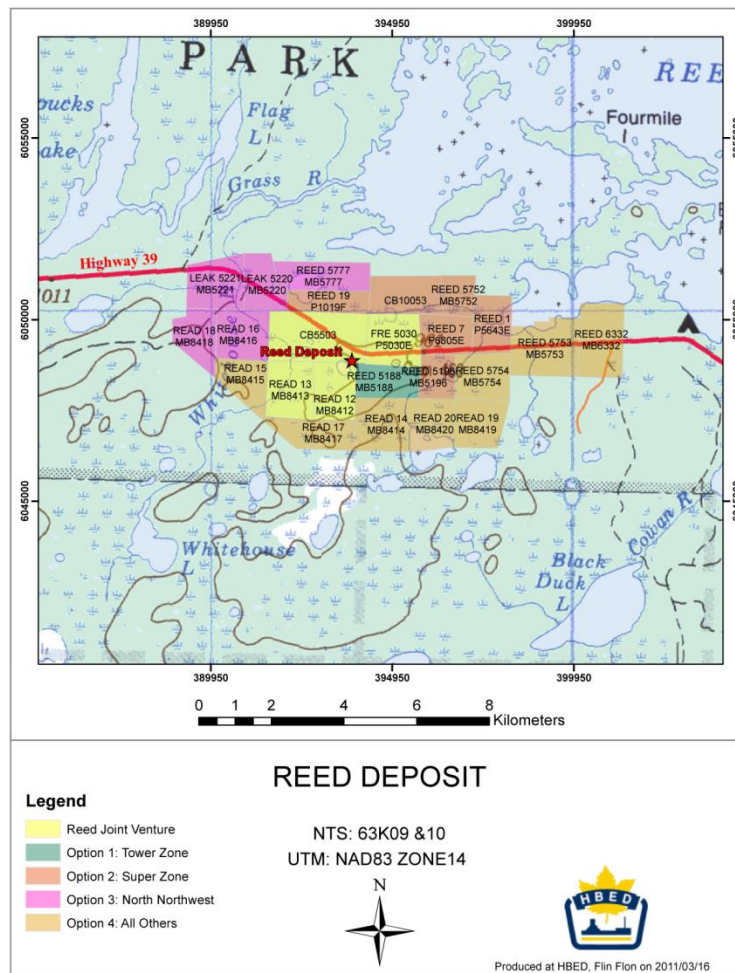 389950 394950 399950
PARK
REE
Flag
L
Fourmile
6055000
6055000
ake
Grass R
Highway 39
LEAK 5221
MB5221
LEAK 5220
MB5220
REED 5777
MB5777
REED 5752
MB5752
1011
REED 19
P1019F
CB10053
6050000
READ 18
MB8418
READ 16
MB8416
CB5503
FRE 5030
P5030E
REED 7
REED 1
P5643E
REED 5753
MB5753
REED 6332
MB6332
Reed Deposit
READ 15
MB8415
REED 5188
MB5188
MB5196
REED 5754
MB5754
READ 13
MB8413
READ 12
MB8412
READ 17
MB8417
READ 14
MB8414
READ 20
MB8420
READ 19
MB8419
6045000
Whitehouse
L
Black
Duck
L
Cowan R
389950 394950 399950
0 1 2 4 6 8
Kilometers
REED DEPOSIT
Legend
Reed Joint Venture
Option 1: Tower Zone
Option 2: Super Zone
Option 3: North Northwest
Option 4: All Others
NTS: 63K09 &10
UTM: NAD83 ZONE14
N
HBED
Produced at HBED, Flin Flon on 2011/03/16